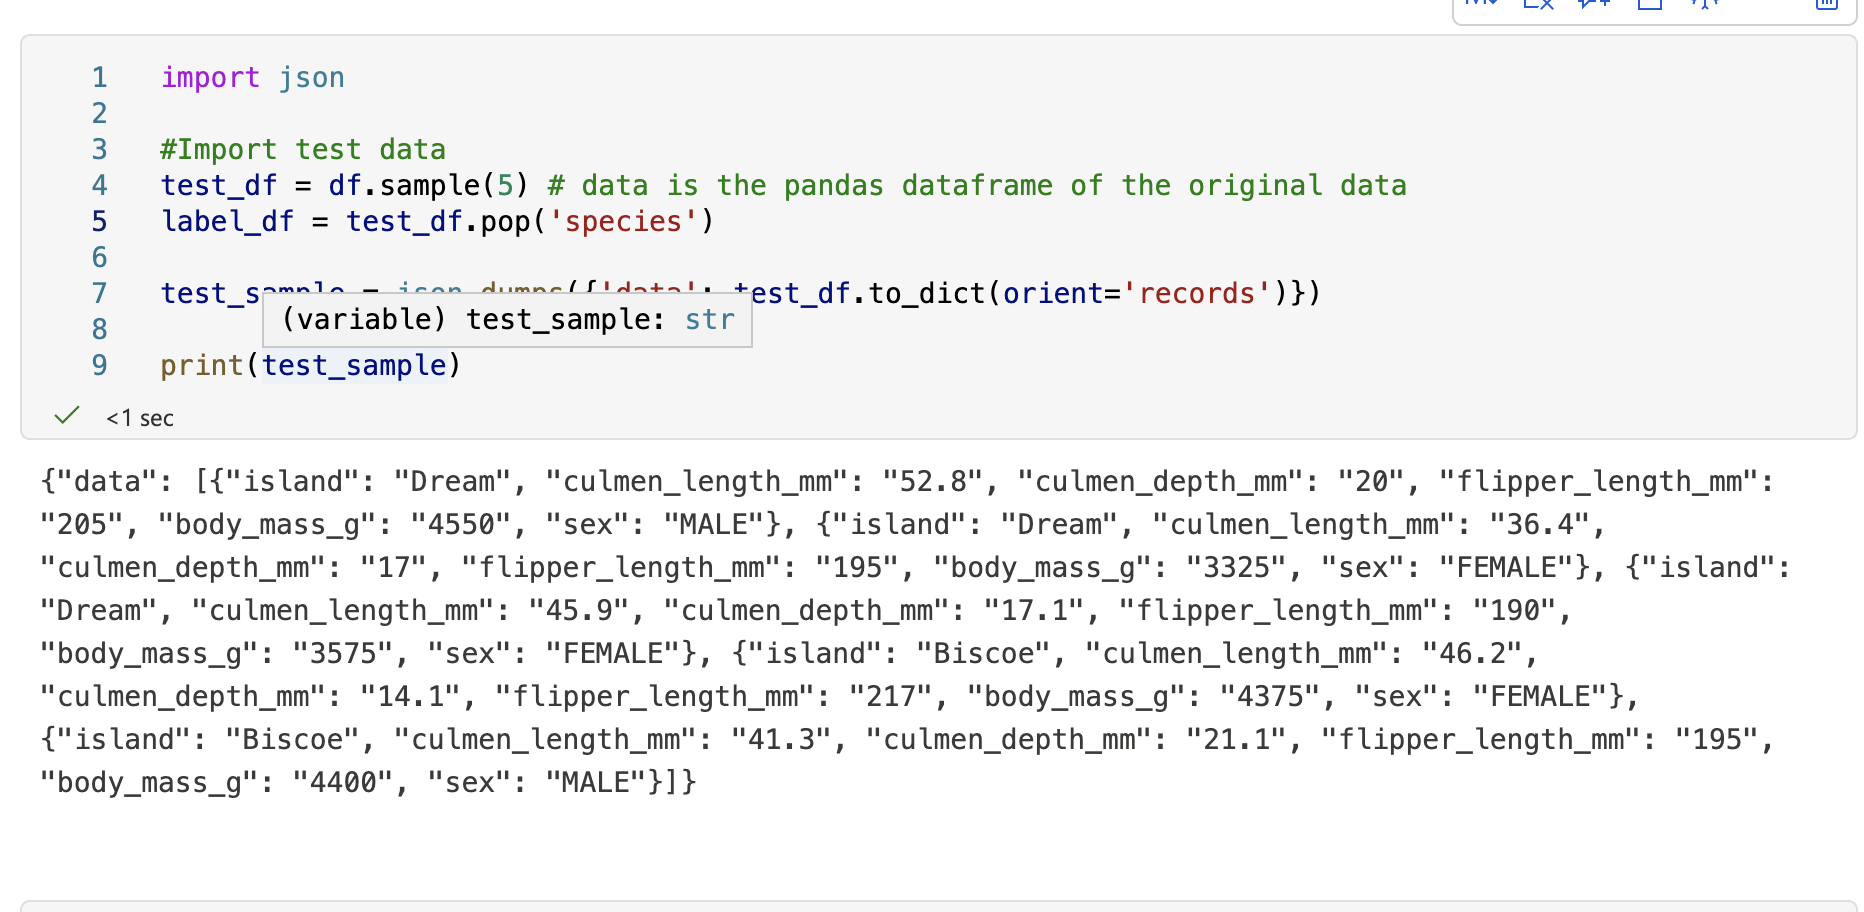 1 import json
2
3 #Import test data
4 test_df = df.sample(5) # data is the pandas dataframe of the original data
5 label_df = test_df.pop('species')
6
7 test_sample = json.dumps({'data': test_df.to_dict(orient='records')})
(variable) test_sample: str
8
9 print(test_sample)
<1 sec
{"data": [{"island": "Dream", "culmen_length_mm": "52.8", "culmen_depth_mm": "20", "flipper_length_mm":
"205", "body_mass_g": "4550", "sex": "MALE"}, {"island": "Dream", "culmen_length_mm": "36.4",
"culmen_depth_mm": "17", "flipper_length_mm": "195", "body_mass_g": "3325", "sex": "FEMALE"}, {"island":
"Dream", "culmen_length_mm": "45.9", "culmen_depth_mm": "17.1", "flipper_length_mm": "190",
"body_mass_g": "3575", "sex": "FEMALE"}, {"island": "Biscoe", "culmen_length_mm": "46.2",
"culmen_depth_mm": "14.1", "flipper_length_mm": "217", "body_mass_g": "4375", "sex": "FEMALE"},
{"island": "Biscoe", "culmen_length_mm": "41.3", "culmen_depth_mm": "21.1", "flipper_length_mm": "195",
"body_mass_g": "4400", "sex": "MALE"}]}